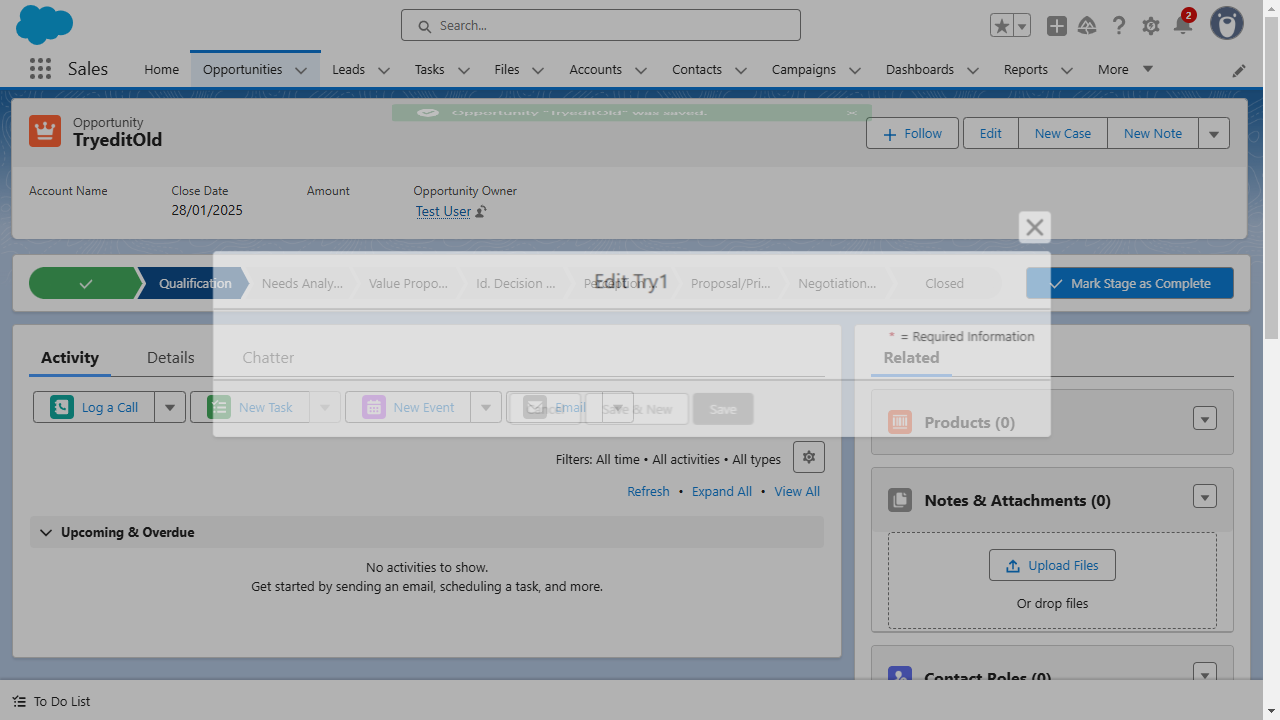 Search...
2
Sales
Home
Opportunities
Leads
Tasks
Files
Accounts
Contacts
Campaigns
Dashboards
Reports
More
Opportunity "TryeditOld" was saved.
Opportunity
TryeditOld
Follow
Edit
New Case
New Note
Account Name
Close Date
Amount
Opportunity Owner
28/01/2025
Test User
Edit Try1
Qualification
Needs Analy...
Value Propo...
Id. Decision ...
Perception ...
Proposal/Pri...
Negotiation...
Closed
Mark Stage as Complete
* = Required Information
Activity
Details
Chatter
Related
Log a Call
New Task
New Event
Email
Cancel
Save & New
Save
Products (0)
Filters: All time • All activities • All types
Refresh • Expand All • View All
Notes & Attachments (0)
Upcoming & Overdue
No activities to show.
Get started by sending an email, scheduling a task, and more.
Upload Files
Or drop files
Contact Roles (0)
To Do List